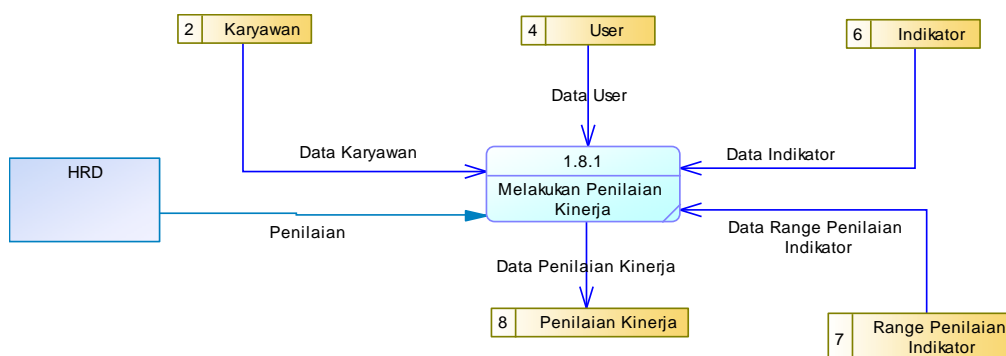 2 Karyawan
4 User
6 Indikator
Data User
Data Karyawan
1.8.1
Data Indikator
HRD
Melakukan Penilaian
Kinerja
Penilaian
Data Range Penilaian
Indikator
Data Penilaian Kinerja
8 Penilaian Kinerja
7 Range Penilaian
Indikator